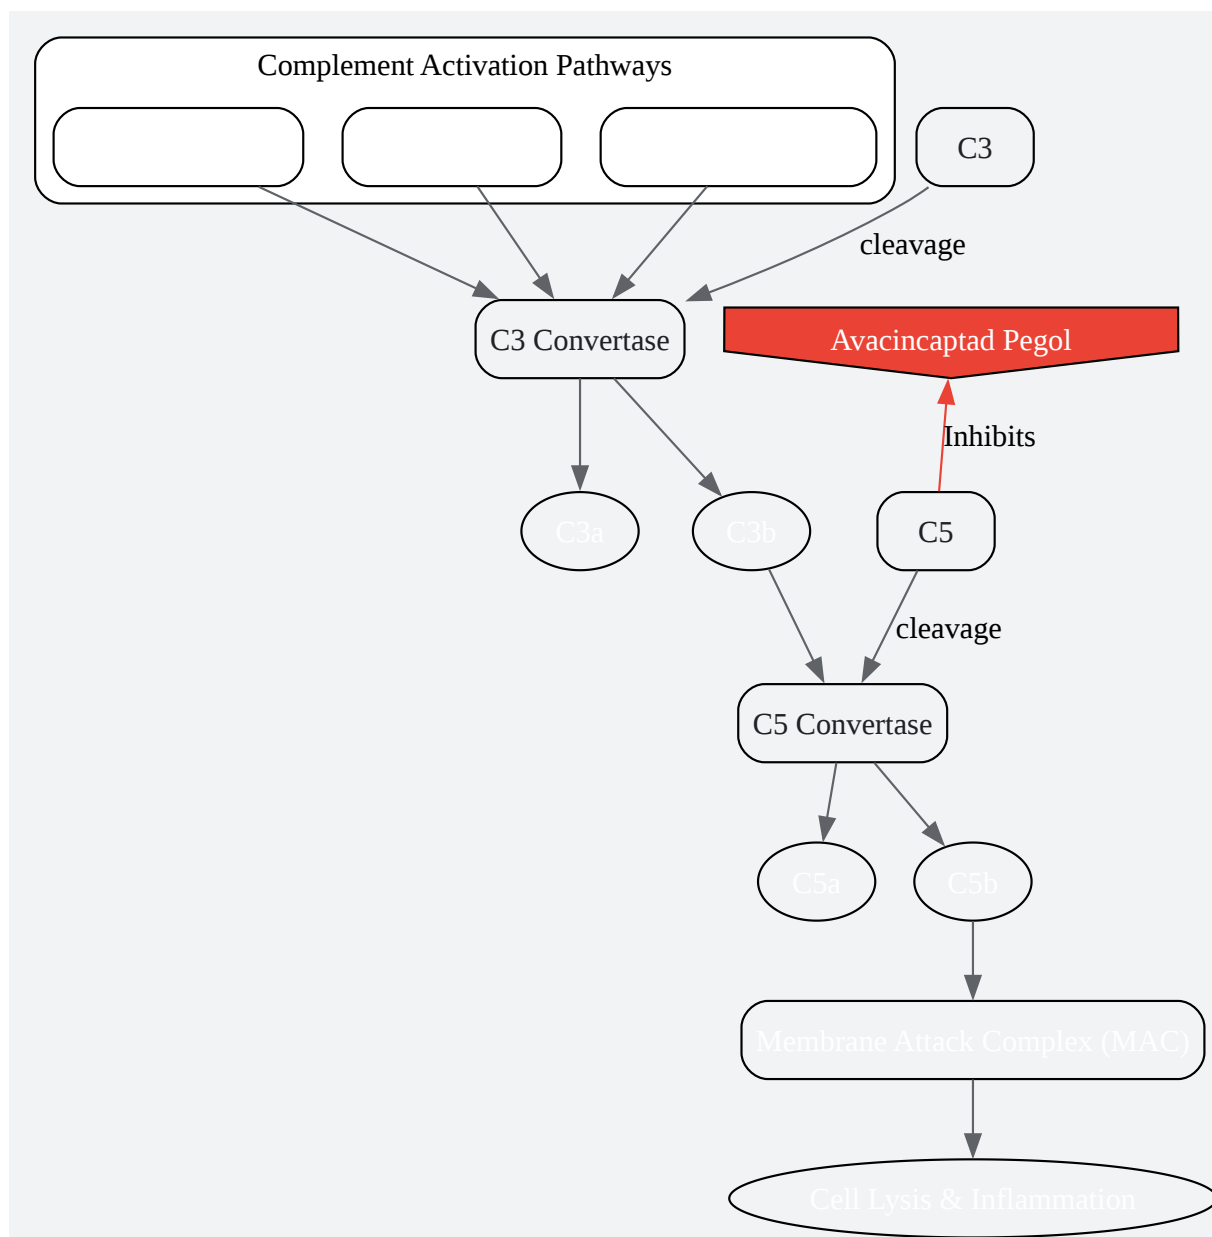 Complement Activation Pathways
C3
cleavage
C3 Convertase
Avacincaptad Pegol
Inhibits
C3a
C3b
C5
cleavage
C5 Convertase
C5a
C5b
Membrane Attack Complex (MAC)
Cell Lysis & Inflammation